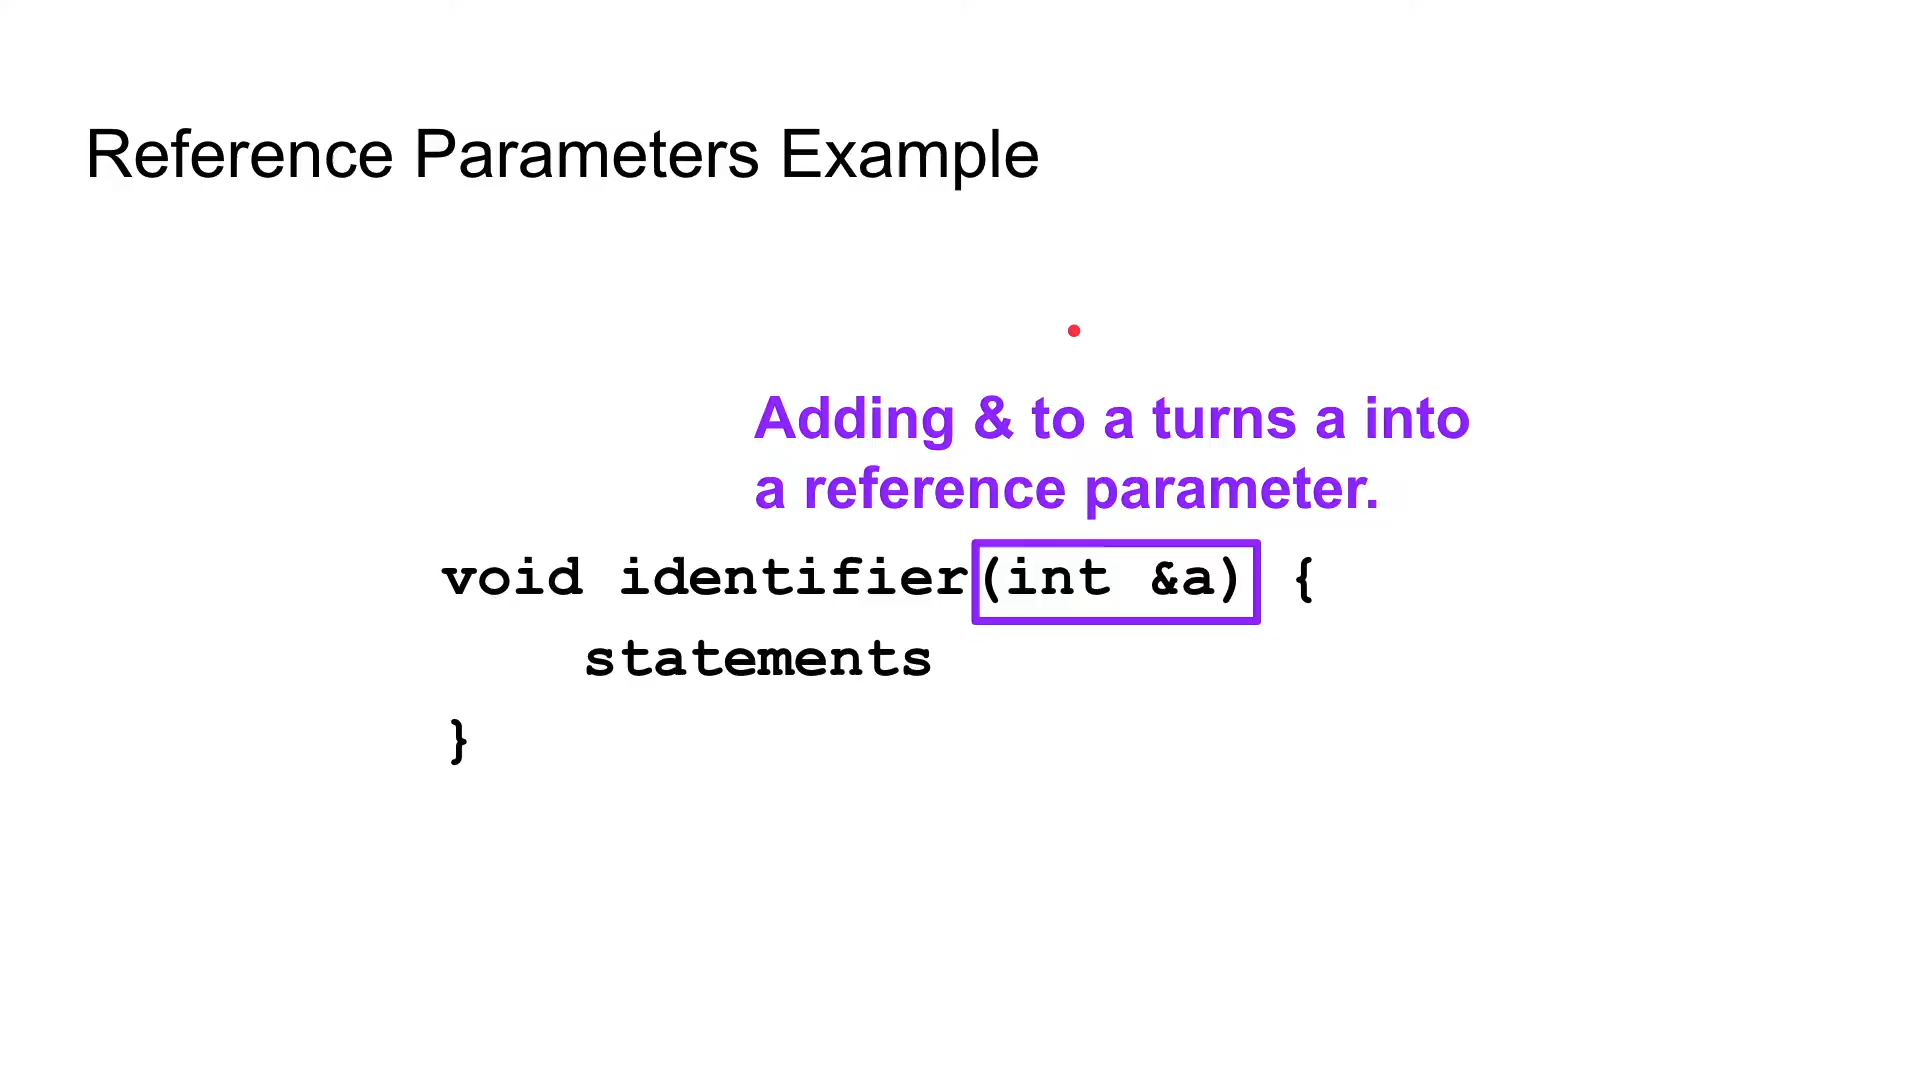 Reference Parameters Example
Adding & to a turns a into
a reference parameter.
void identifier(int &a) {
statements
}